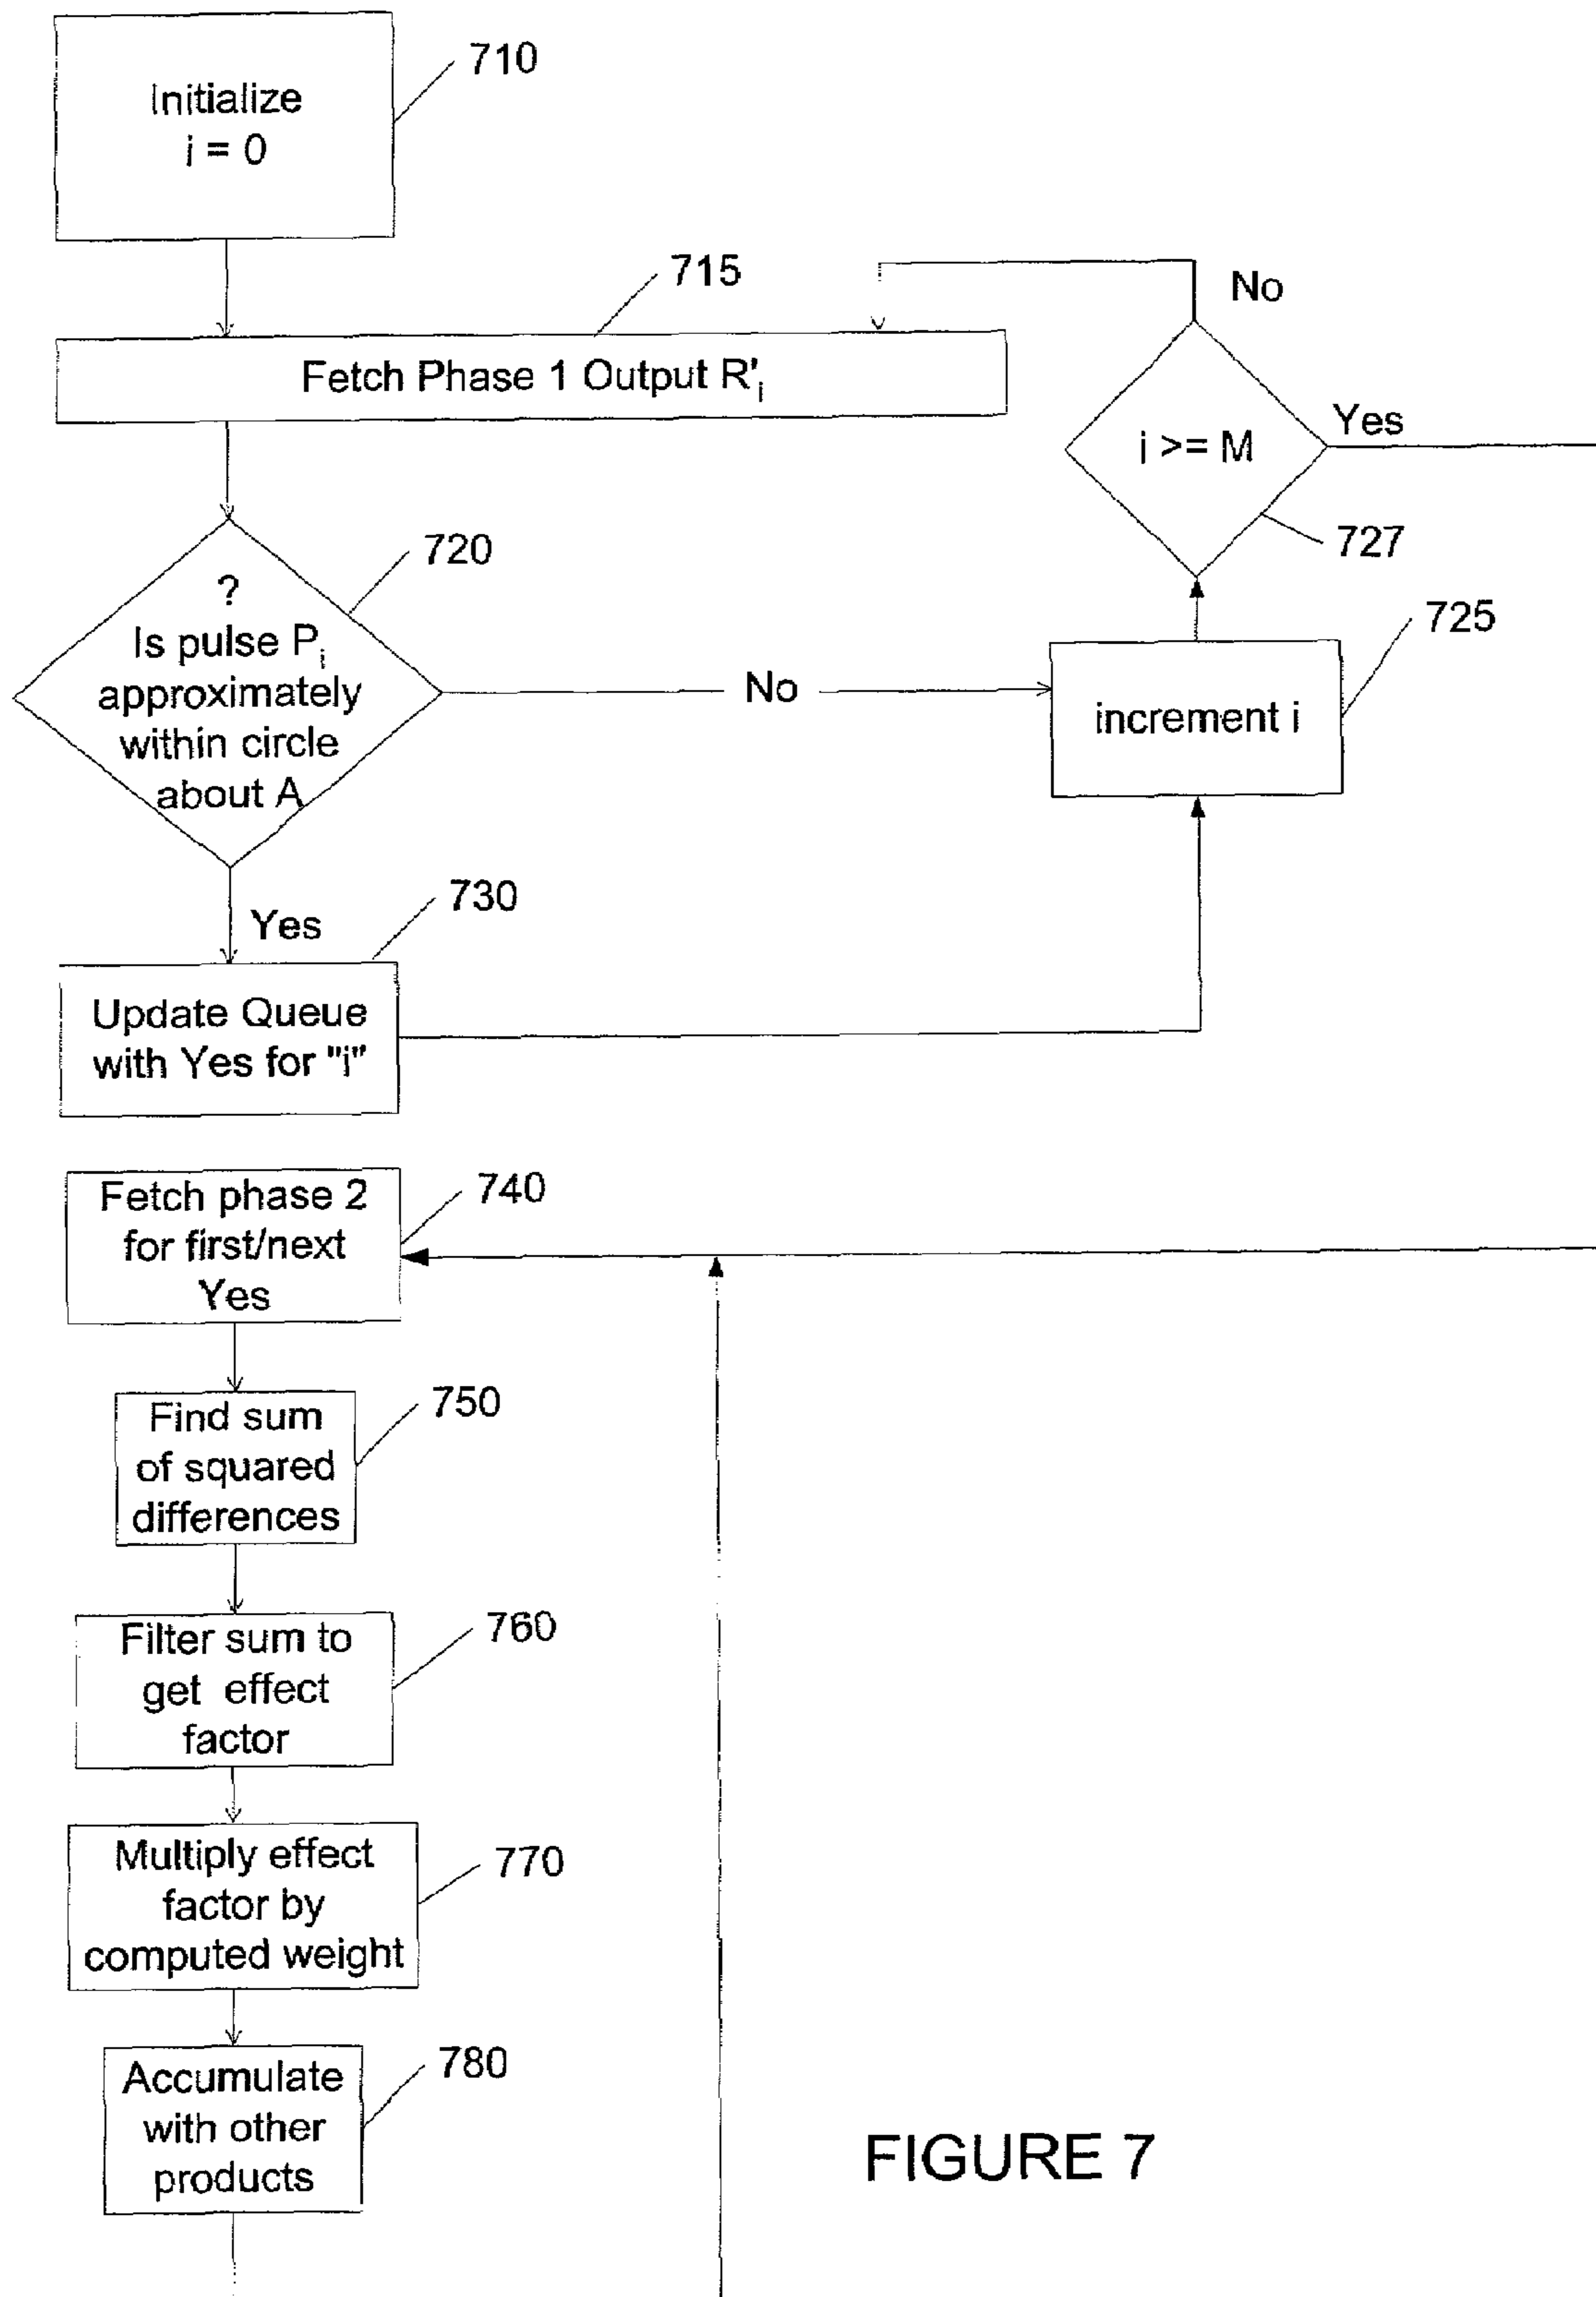 Initialize
i = 0
710
715
No
Fetch Phase 1 Output R'i
i >= M
Yes
727
720
?
Is pulse Pi
approximately
within circle
about A
No
increment i
725
Yes
730
Update Queue
with Yes for "i"
Fetch phase 2
for first/next
Yes
740
Find sum
of squared
differences
750
Filter sum to
get effect
factor
760
Multiply effect
factor by
computed weight
770
Accumulate
with other
products
780
FIGURE 7